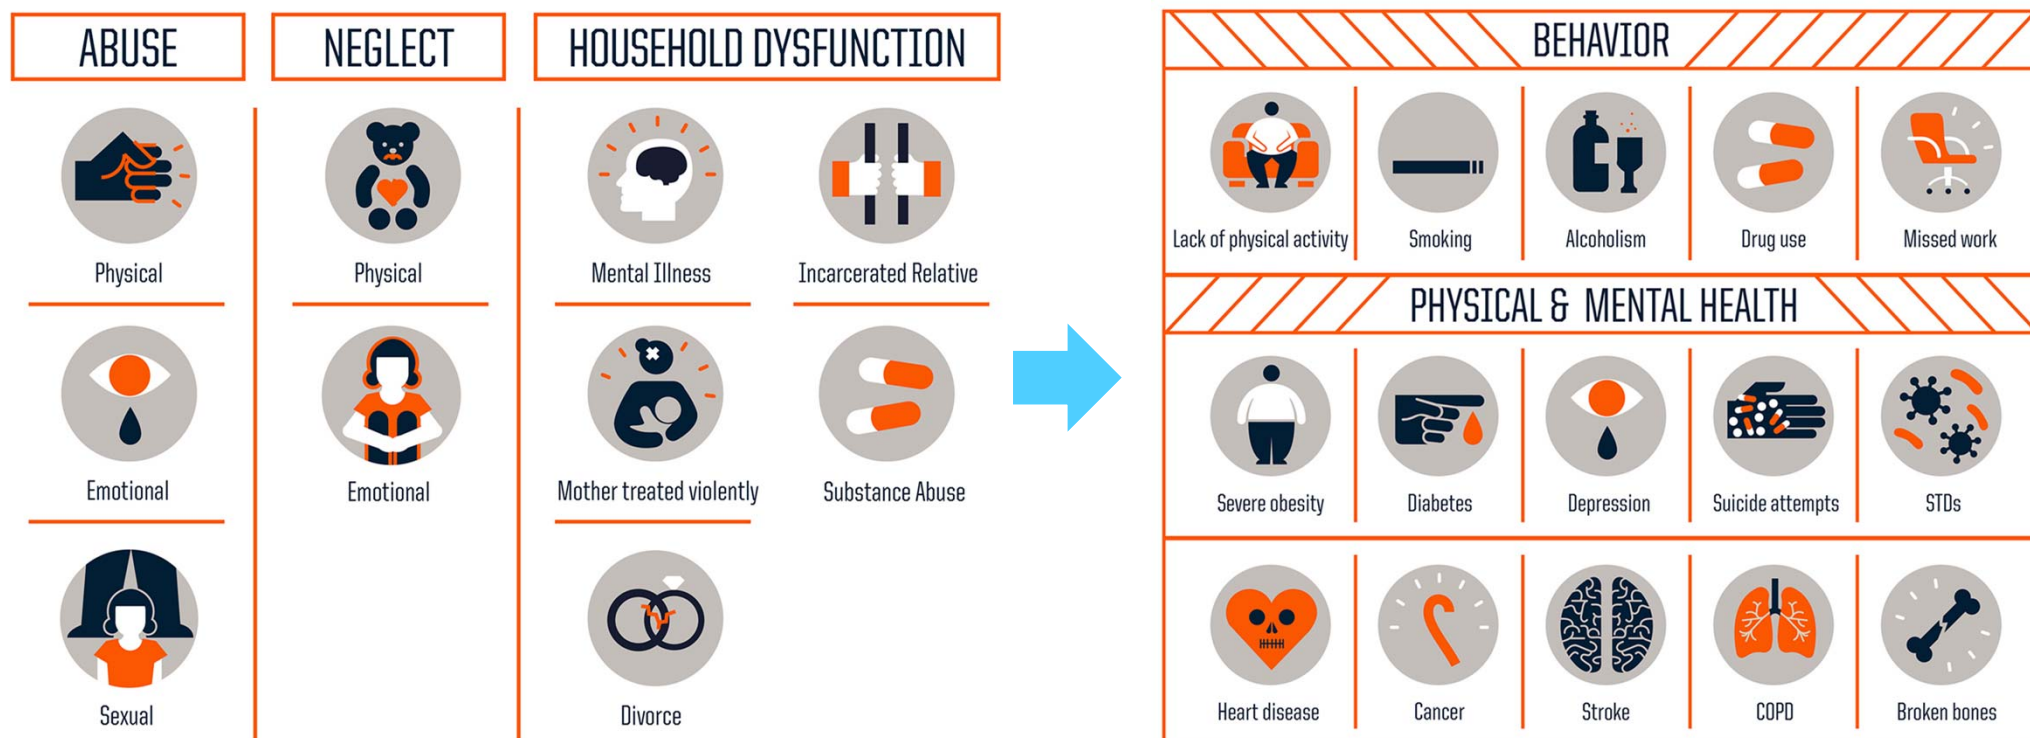 ABUSE
NEGLECT
HOUSEHOLD DYSFUNCTION
Physical
Physical
Mental Illness
Incarcerated Relative
Emotional
Emotional
Mother treated violently
Substance Abuse
Sexual
Divorce
BEHAVIOR
Lack of physical activity
Smoking
Alcoholism
Drug use
Missed work
PHYSICAL & MENTAL HEALTH
Severe obesity
Diabetes
Depression
Suicide attempts
STDs
Heart disease
Cancer
Stroke
COPD
Broken bones